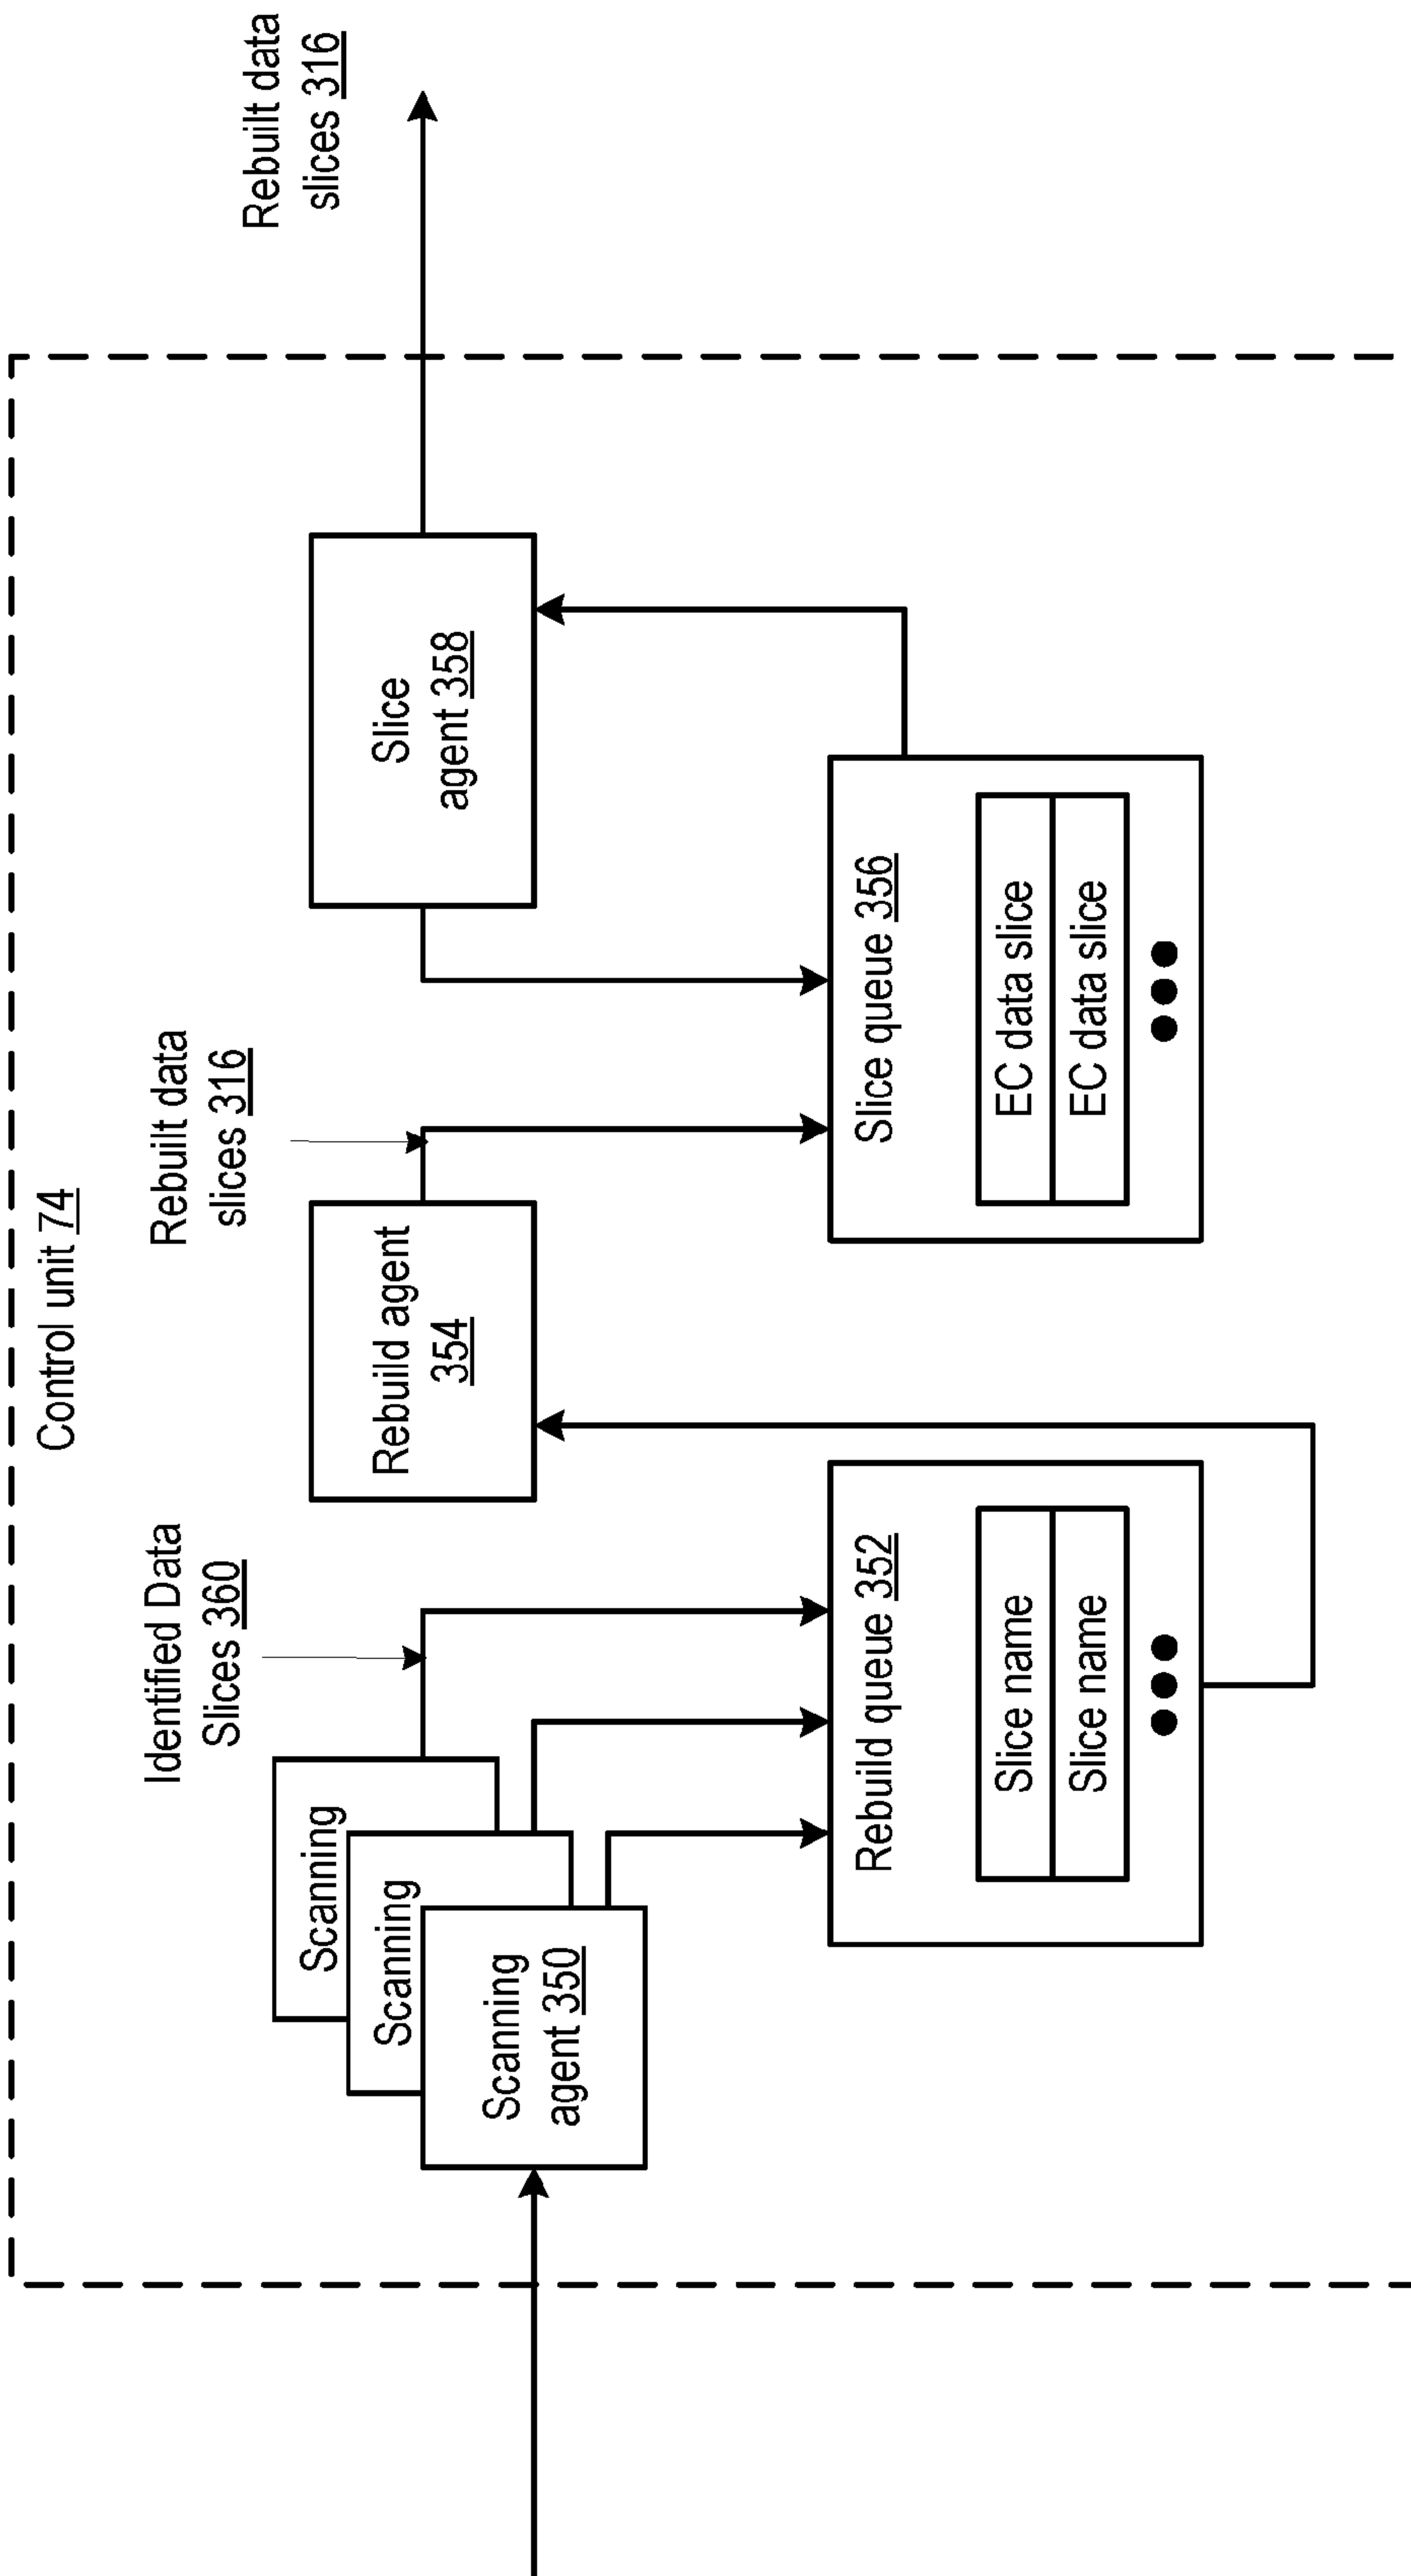 Control unit 74
Identified Data
Slices 360
Rebuilt data
slices 316
Rebuilt data
slices 316
Scanning
Scanning
Scanning
agent 350
Rebuild agent
354
Slice
agent 358
Rebuild queue 352
Slice name
Slice name
Slice queue 356
EC data slice
EC data slice